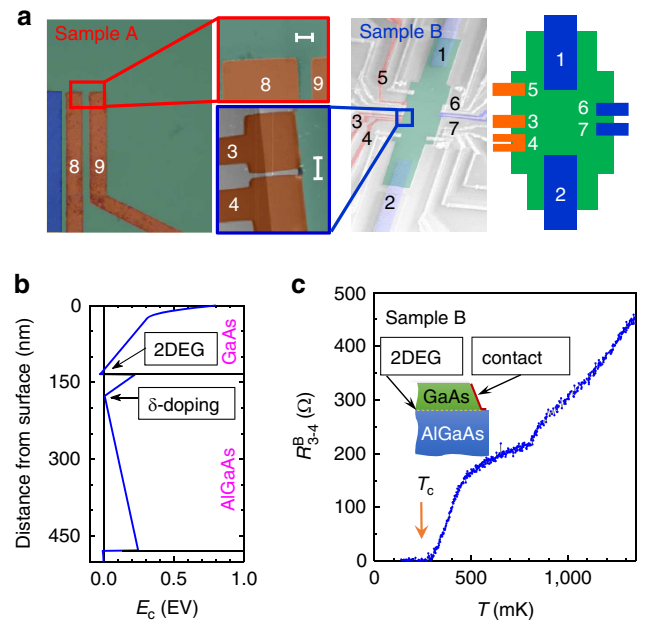 a
Sample A
8
9
8
9
3
4
Sample B
1
5
3
4
6
7
2
1
5
3
4
6
7
2
b
0
150
300
450
Distance from surface (nm)
2DEG
δ-doping
GaAs
AlGaAs
0.0
0.5
1.0
Ec (EV)
c
500
400
300
200
100
0
R^B_3-4 (Ω)
Sample B
2DEG
contact
GaAs
AlGaAs
Tc
0
500
1,000
T (mK)